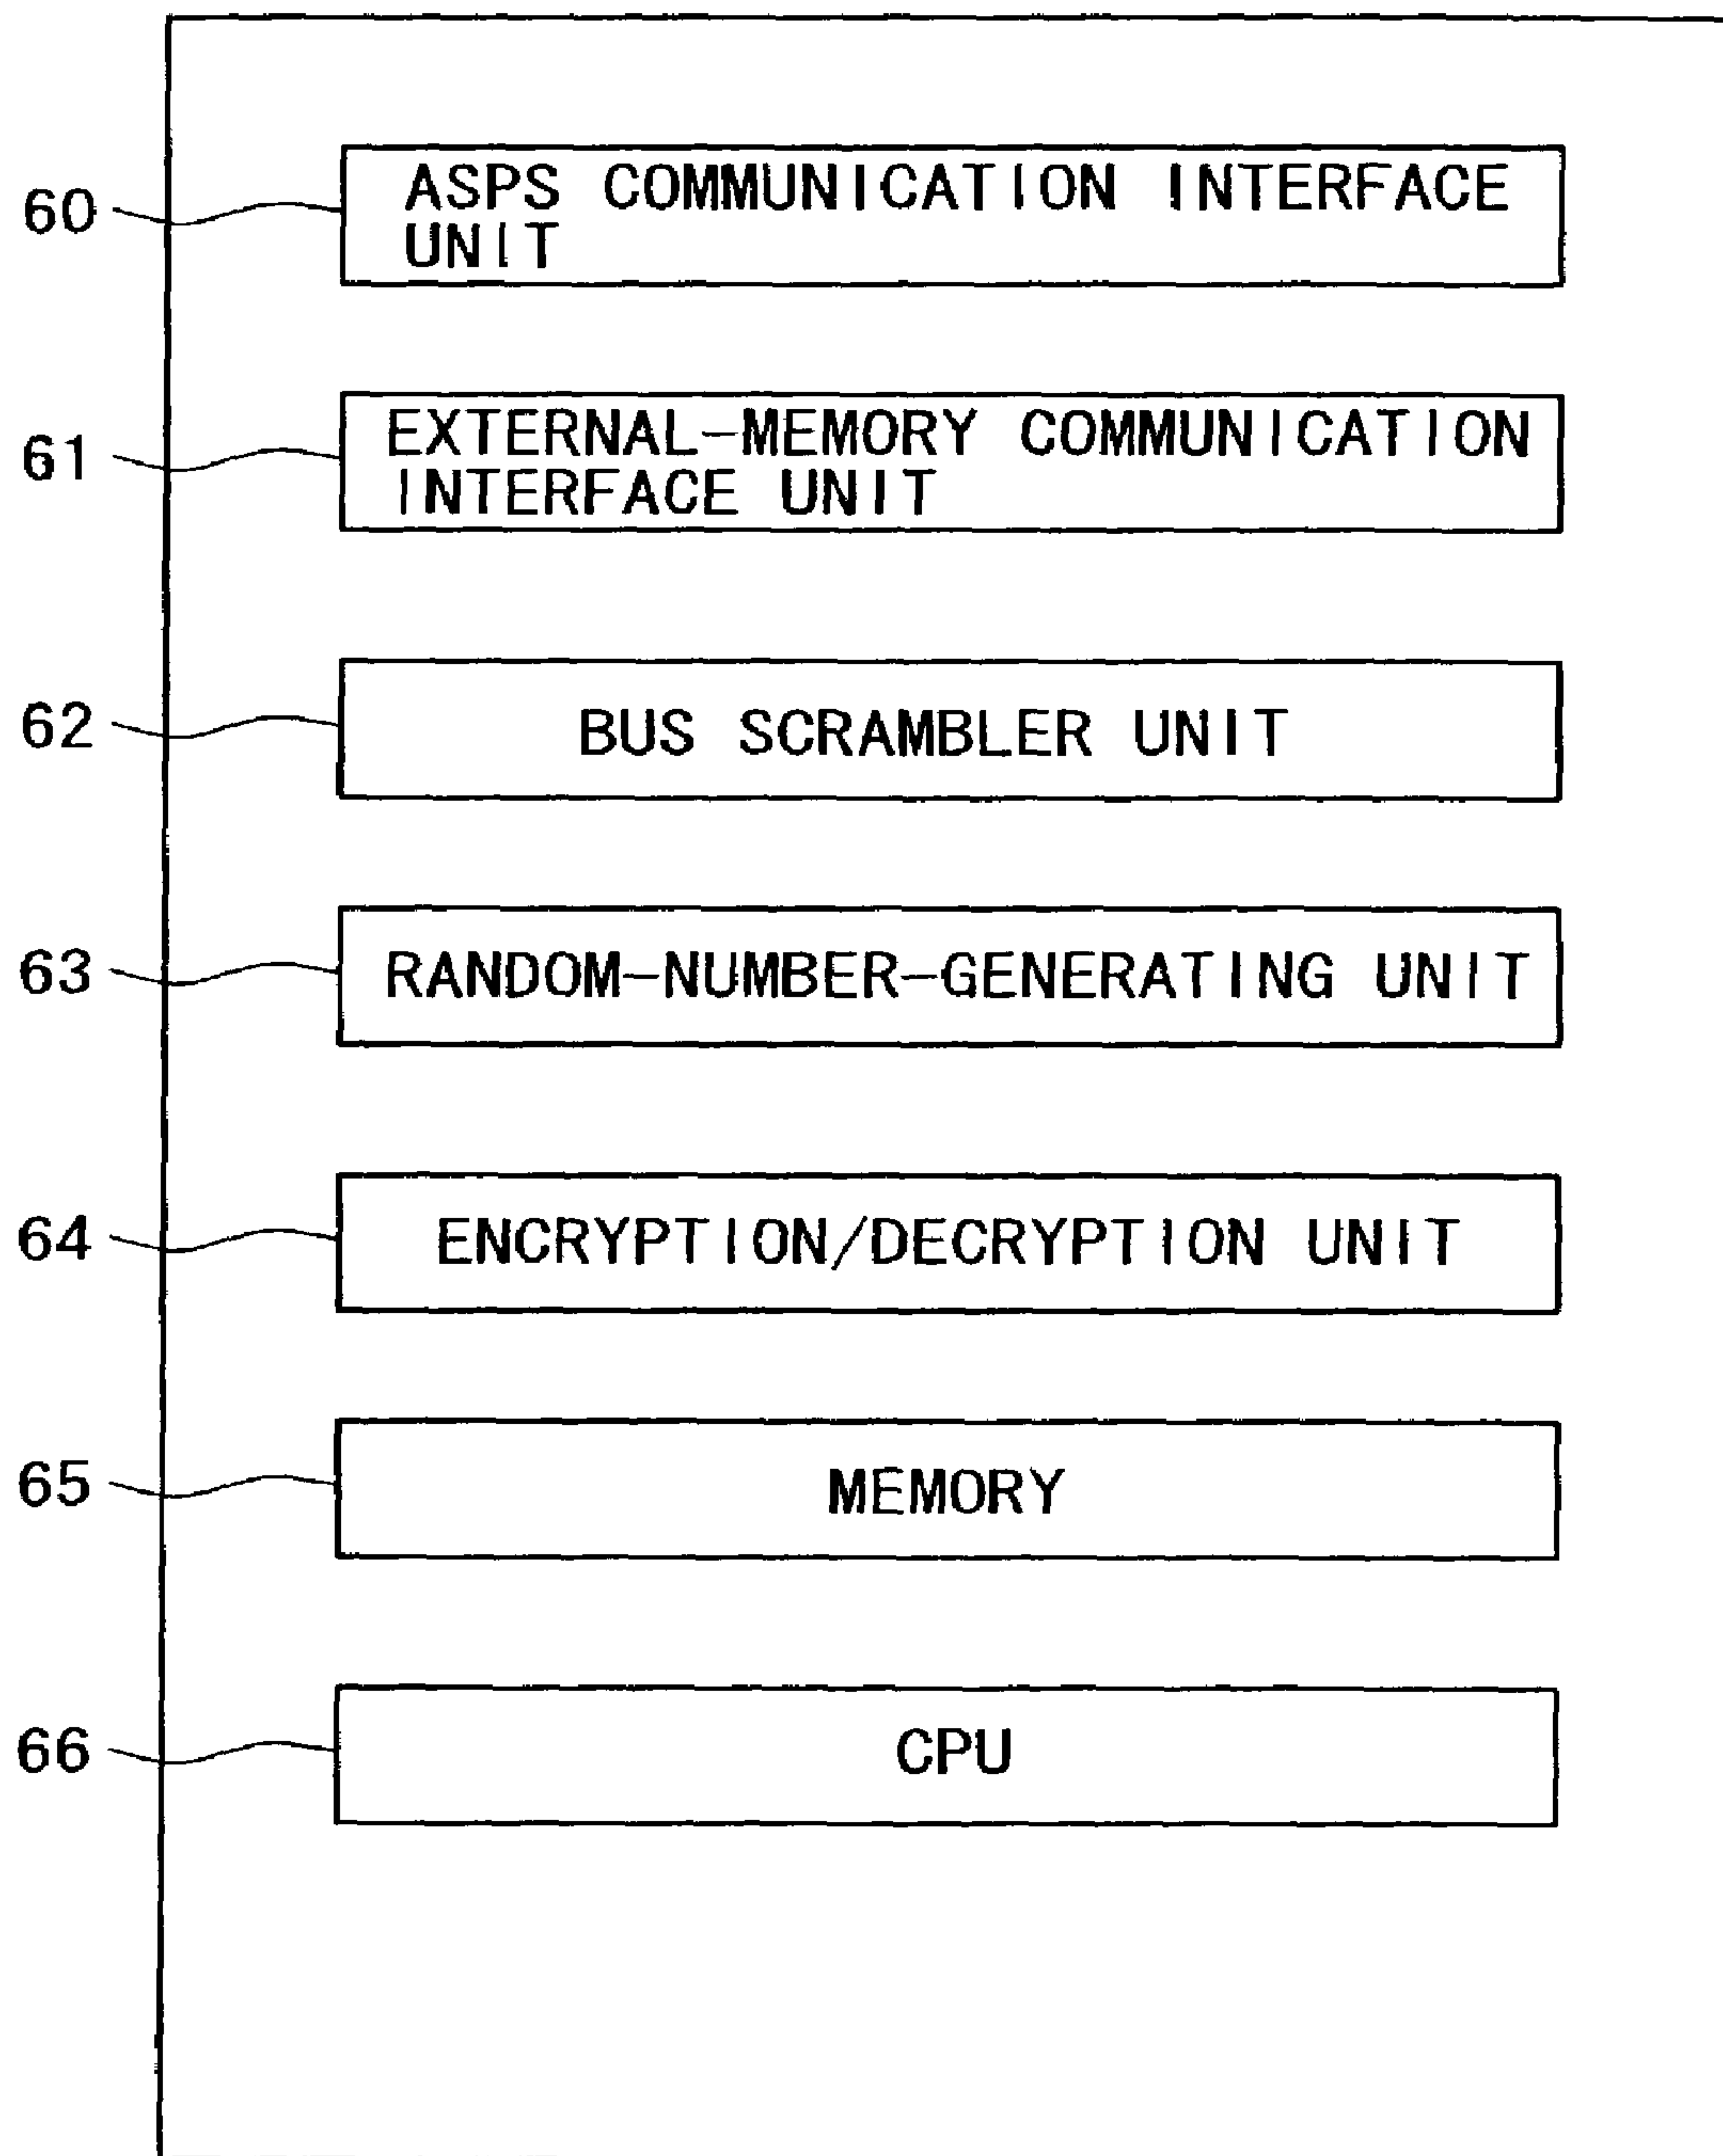 60
ASPS COMMUNICATION INTERFACE
UNIT
61
EXTERNAL-MEMORY COMMUNICATION
INTERFACE UNIT
62
BUS SCRAMBLER UNIT
63
RANDOM-NUMBER-GENERATING UNIT
64
ENCRYPTION/DECRYPTION UNIT
65
MEMORY
66
CPU